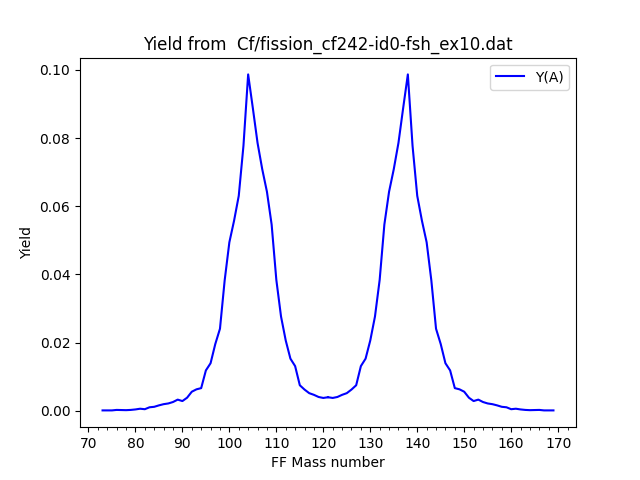 Yield from  Cf/fission_cf242-id0-fsh_ex10.dat
Y(A)
0.10
0.08
0.06
0.04
0.02
0.00
Yield
70 80 90 100 110 120 130 140 150 160 170
FF Mass number